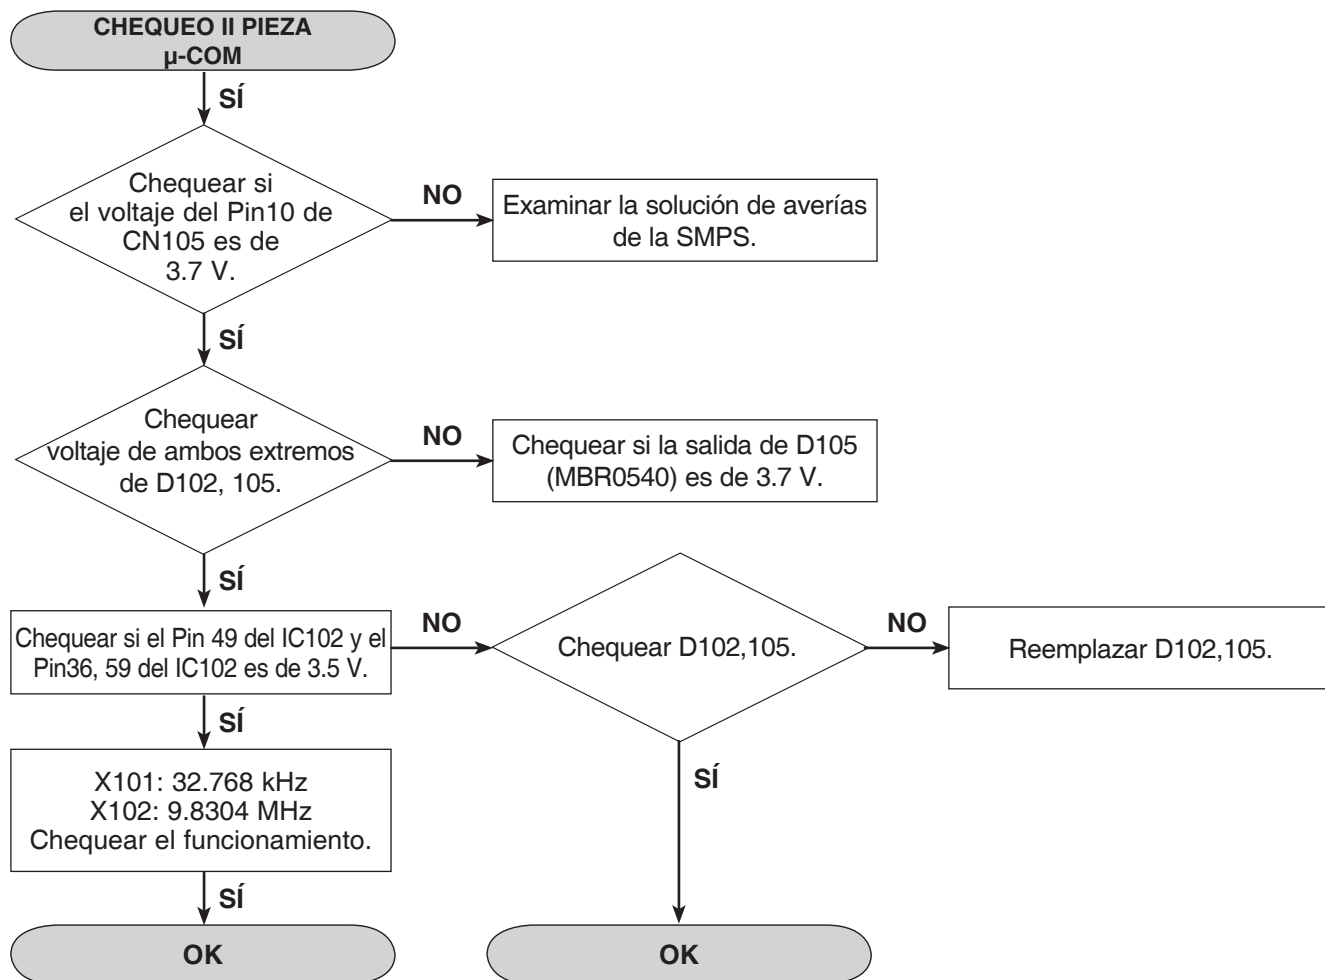 CHEQUEO II PIEZA
µ-COM
SÍ
Chequear si
el voltaje del Pin10 de
CN105 es de
3.7 V.
NO
Examinar la solución de averías
de la SMPS.
SÍ
Chequear
voltaje de ambos extremos
de D102, 105.
NO
Chequear si la salida de D105
(MBR0540) es de 3.7 V.
SÍ
Chequear si el Pin 49 del IC102 y el
Pin36, 59 del IC102 es de 3.5 V.
NO
Chequear D102,105.
NO
Reemplazar D102,105.
SÍ
X101: 32.768 kHz
X102: 9.8304 MHz
Chequear el funcionamiento.
SÍ
SÍ
OK
OK